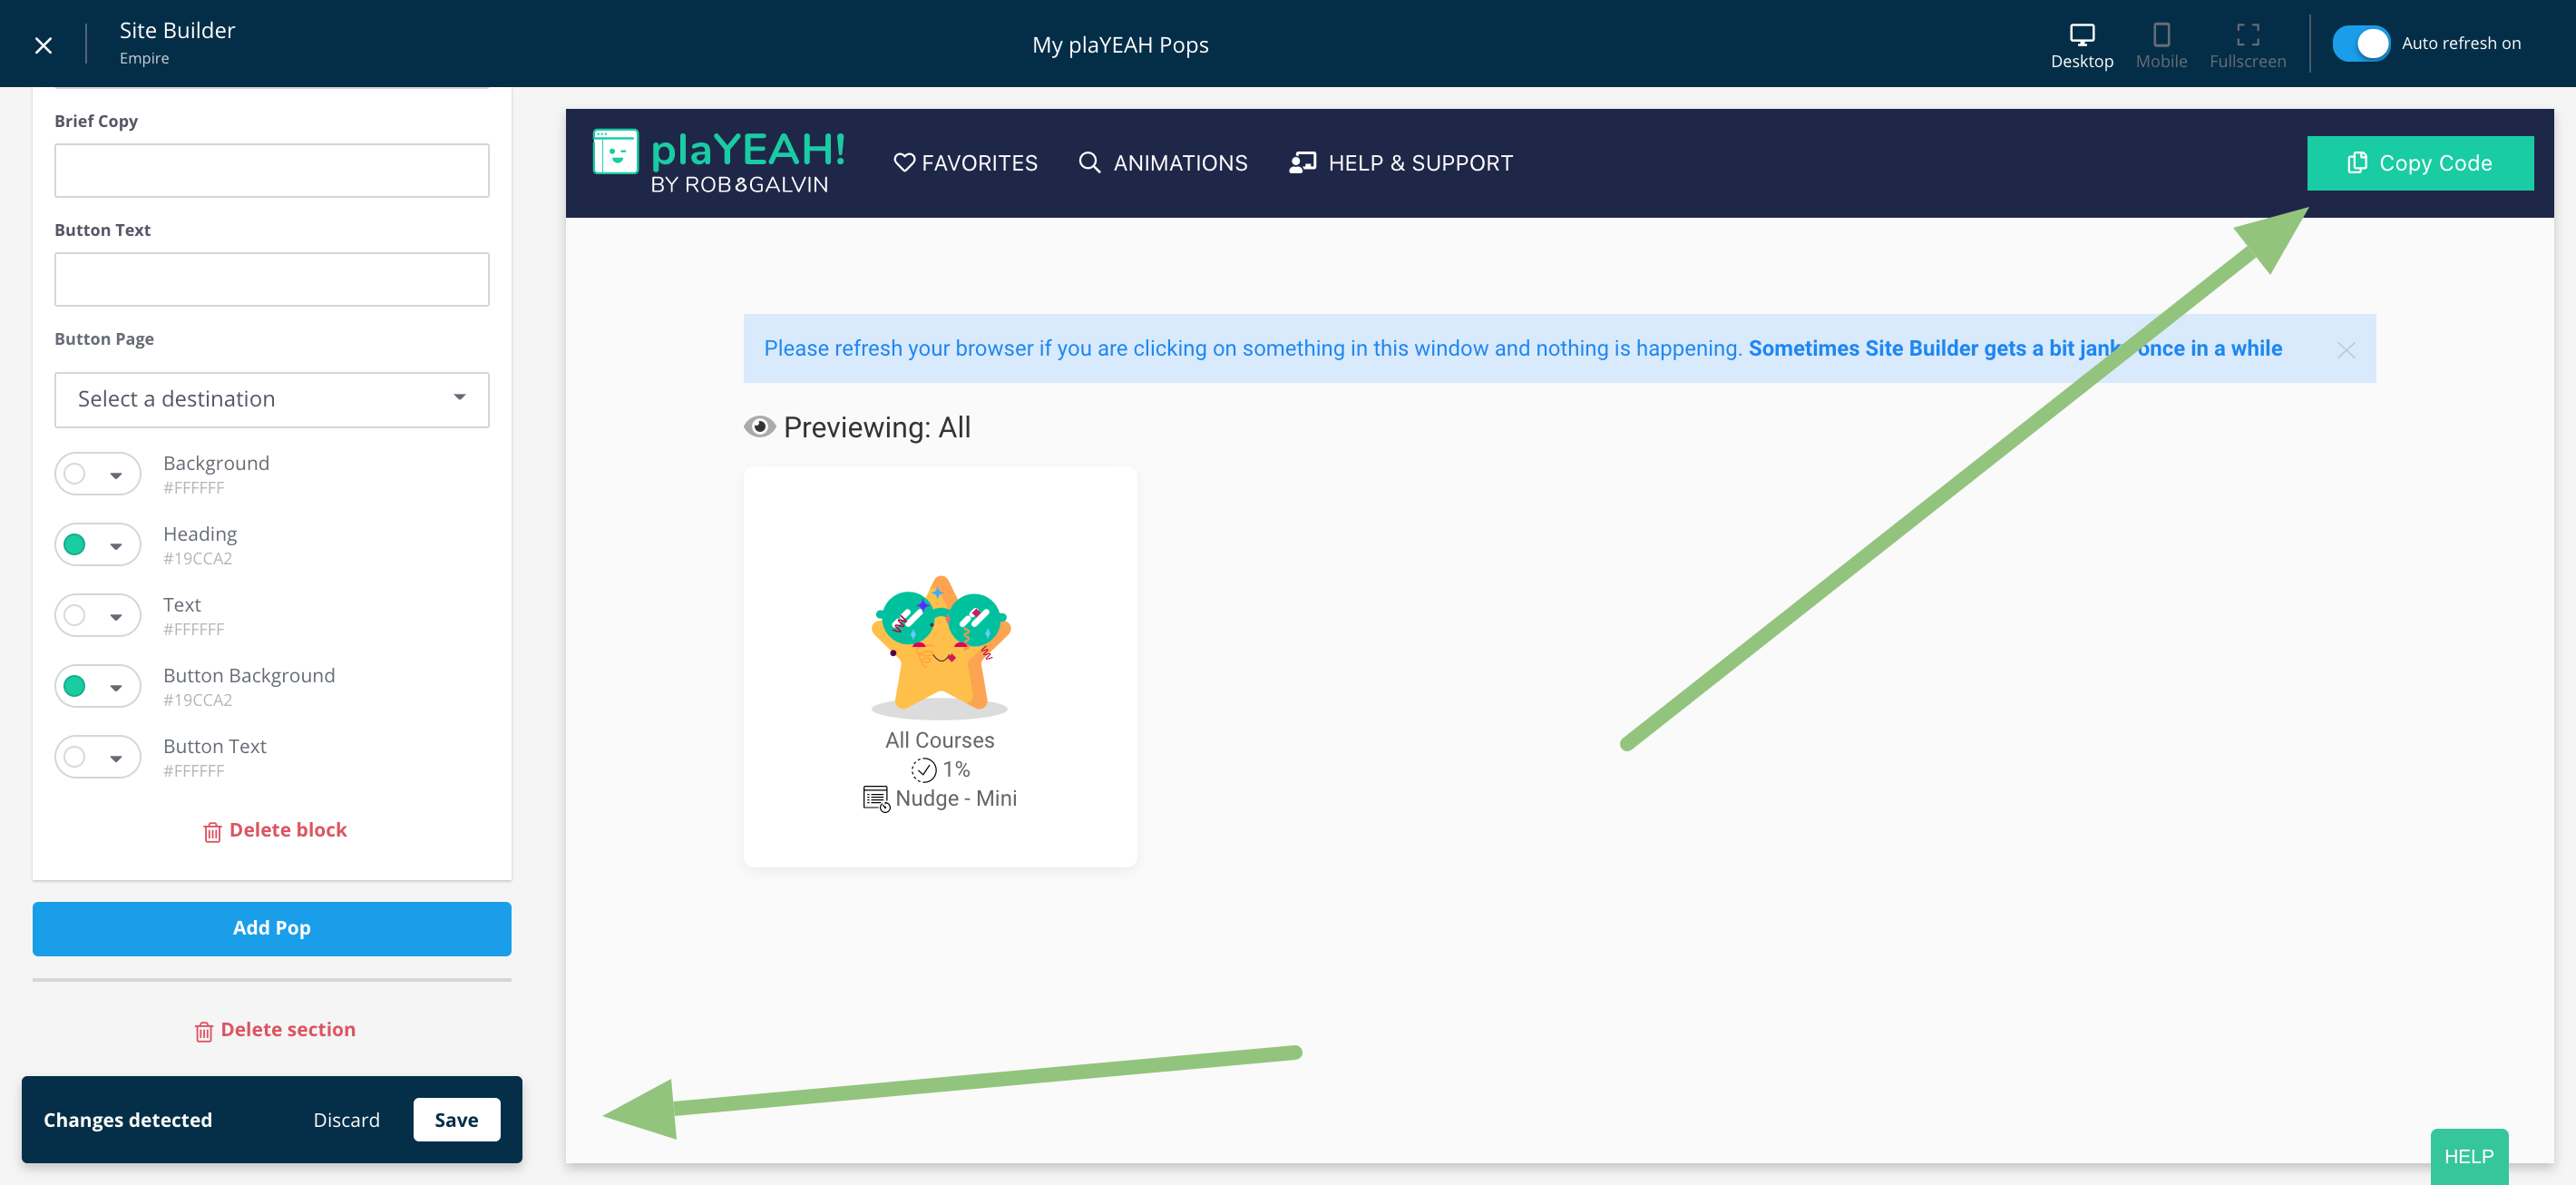 Site Builder
Empire
My plaYEAH Pops
Desktop
Mobile
Fullscreen
Auto refresh on
Brief Copy
Button Text
Button Page
Select a destination
Background
#FFFFFF
Heading
#19CCA2
Text
#FFFFFF
Button Background
#19CCA2
Button Text
#FFFFFF
Delete block
Add Pop
Delete section
Changes detected
Discard
Save
plaYEAH!
BY ROB&GALVIN
FAVORITES
ANIMATIONS
HELP & SUPPORT
Copy Code
Please refresh your browser if you are clicking on something in this window and nothing is happening. Sometimes Site Builder gets a bit janky once in a while
Previewing: All
All Courses
1%
Nudge - Mini
HELP